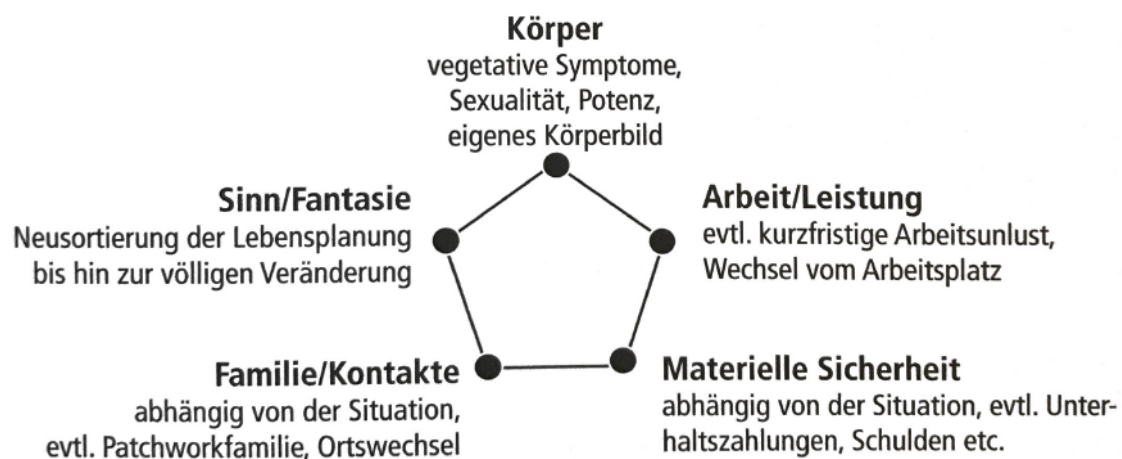 Körper
vegetative Symptome,
Sexualität, Potenz,
eigenes Körperbild
Sinn/Fantasie
Neusortierung der Lebensplanung
bis hin zur völligen Veränderung
Arbeit/Leistung
evtl. kurzfristige Arbeitsunlust,
Wechsel vom Arbeitsplatz
Familie/Kontakte
abhängig von der Situation,
evtl. Patchworkfamilie, Ortswechsel
Materielle Sicherheit
abhängig von der Situation, evtl. Unter-
haltszahlungen, Schulden etc.